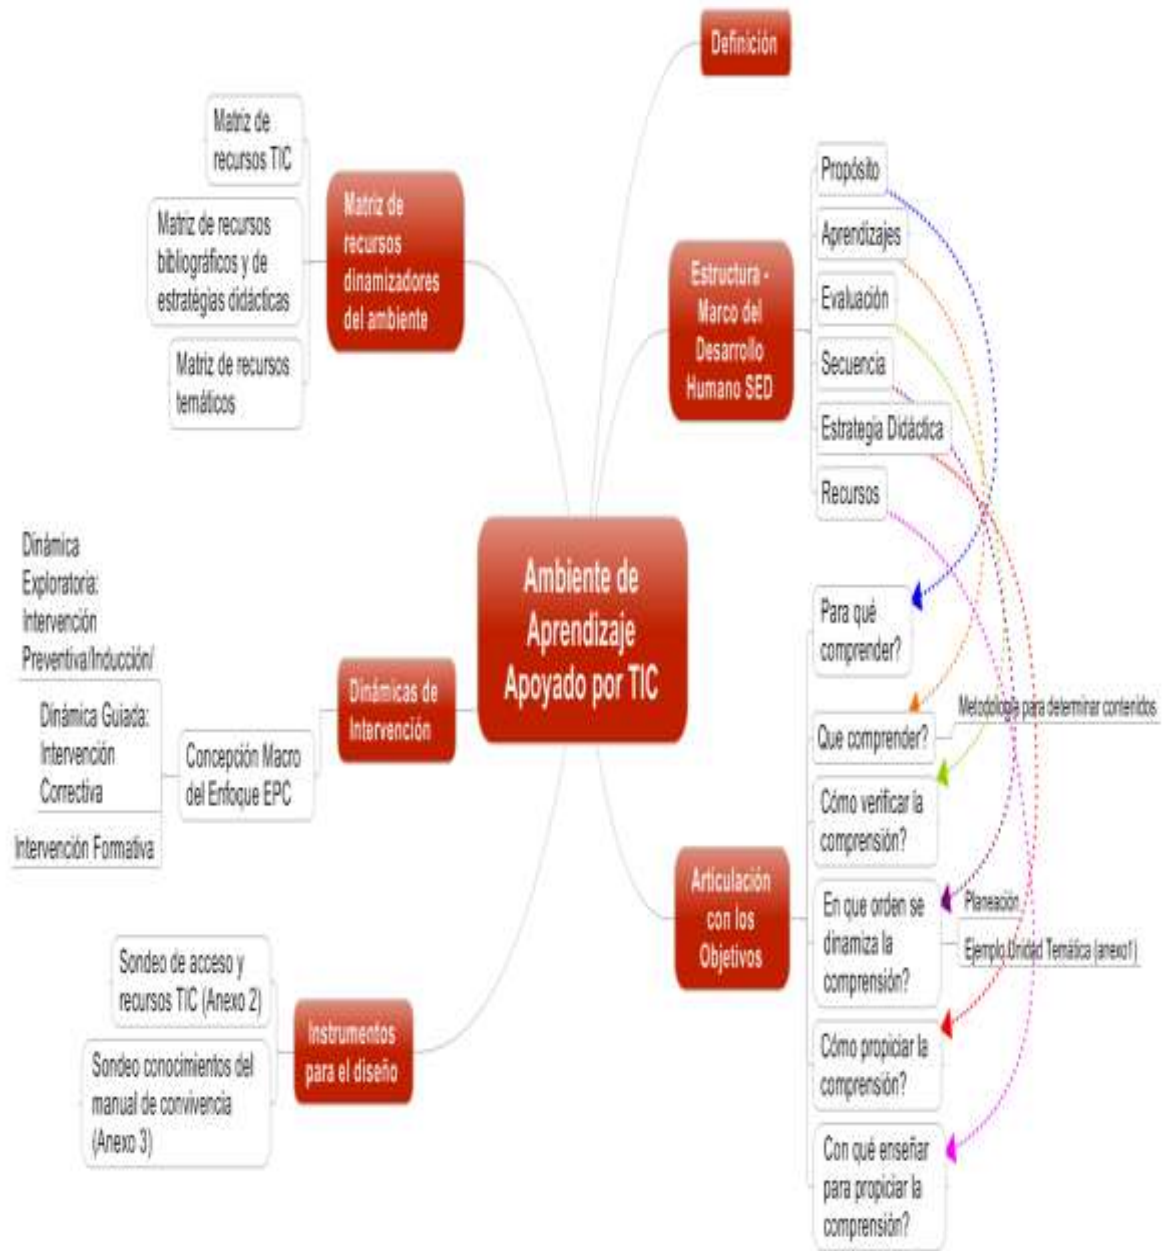 Definición
Matriz de
recursos TIC
Matriz de recursos
bibliográficos y de
estratégias didácticas
Matriz de recursos
temáticos
Matriz de
recursos
dinamizadores
del ambiente
Estructura -
Marco del
Desarrollo
Humano SED
Propósito
Aprendizajes
Evaluación
Secuencia
Estrategia Didáctica
Recursos
Ambiente de
Aprendizaje
Apoyado por TIC
Dinámica
Exploratoria:
Intervención
Preventiva/Inducción/
Dinámica Guiada:
Intervención
Correctiva
Intervención Formativa
Concepción Macro
del Enfoque EPC
Dinámicas de
Intervención
Articulación
con los
Objetivos
Para qué
comprender?
Que comprender?
Metodología para determinar contenidos
Cómo verificar la
comprensión?
En que orden se
dinamiza la
comprensión?
Planeación
Ejemplo Unidad Temática (anexo1)
Cómo propiciar la
comprensión?
Con qué enseñar
para propiciar la
comprensión?
Sondeo de acceso y
recursos TIC (Anexo 2)
Sondeo conocimientos del
manual de convivencia
(Anexo 3)
Instrumentos
para el diseño